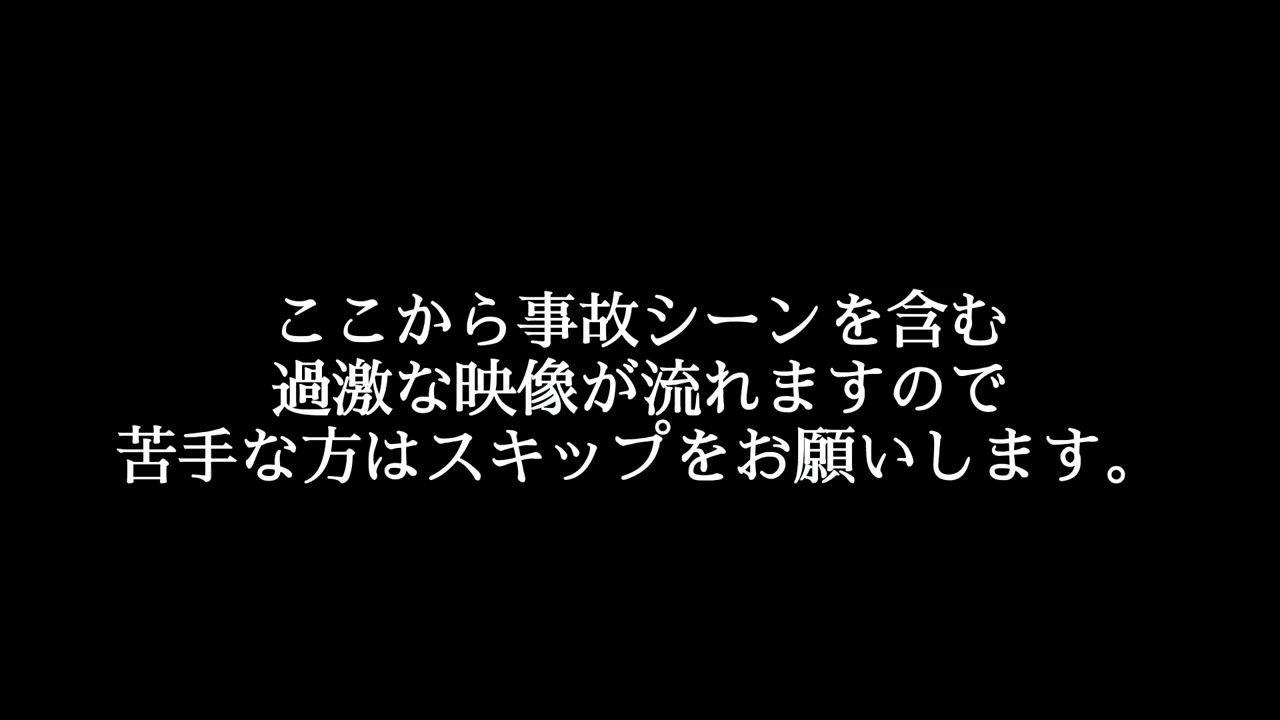 ここから事故シーンを含む
過激な映像が流れますので
苦手な方はスキップをお願いします。